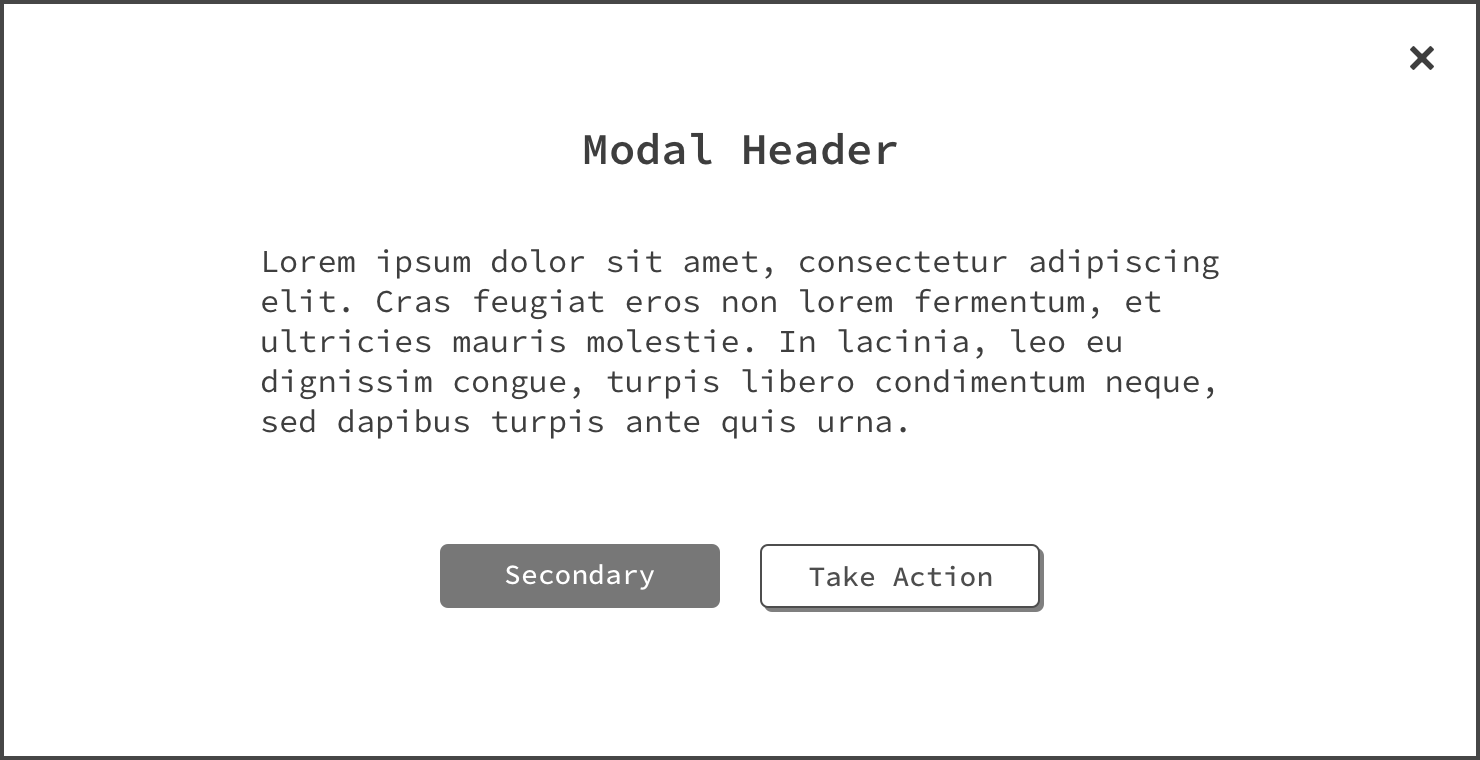 Modal Header
Lorem ipsum dolor sit amet, consectetur adipiscing
elit. Cras feugiat eros non lorem fermentum, et
ultricies mauris molestie. In lacinia, leo eu
dignissim congue, turpis libero condimentum neque,
sed dapibus turpis ante quis urna.
Secondary
Take Action